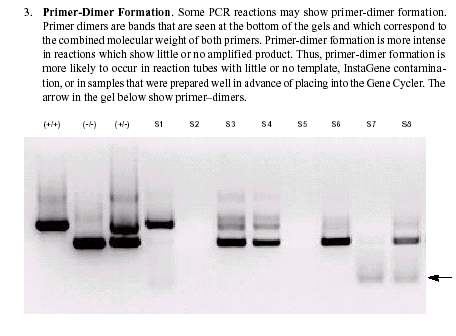 3. Primer-Dimer Formation. Some PCR reactions may show primer-dimer formation.
Primer dimers are bands that are seen at the bottom of the gels and which correspond to
the combined molecular weight of both primers. Primer-dimer formation is more intense
in reactions which show little or no amplified product. Thus, primer-dimer formation is
more likely to occur in reaction tubes with little or no template, InstaGene contamina-
tion, or in samples that were prepared well in advance of placing into the Gene Cycler. The
arrow in the gel below show primer–dimers.
(+/+) (-/-) (+/-) S1 S2 S3 S4 S5 S6 S7 S8